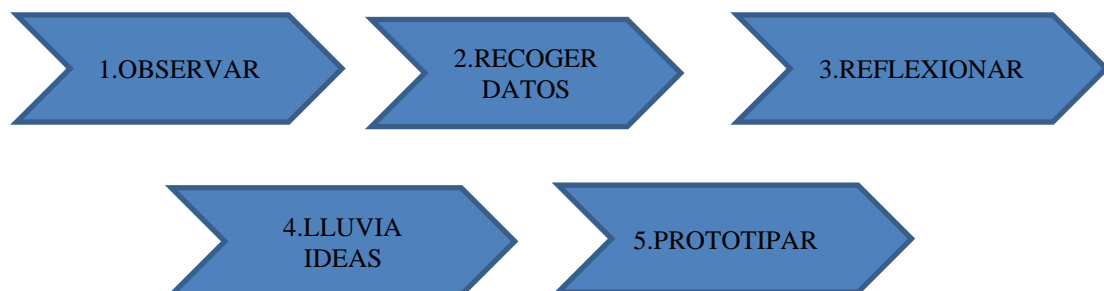 1.OBSERVAR
2.RECOGER
DATOS
3.REFLEXIONAR
4.LLUVIA
IDEAS
5.PROTOTIPAR